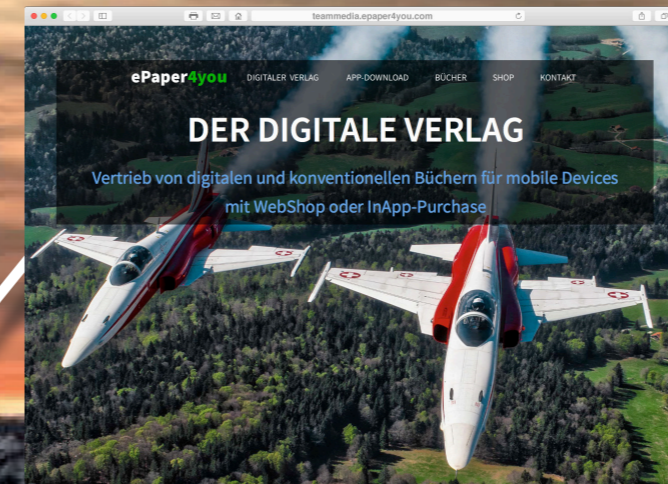 teammedia.epaper4you.com
ePaper4you DIGITALER VERLAG APP-DOWNLOAD BÜCHER SHOP KONTAKT
DER DIGITALE VERLAG
Vertrieb von digitalen und konventionellen Büchern für mobile Devices
mit WebShop oder InApp-Purchase